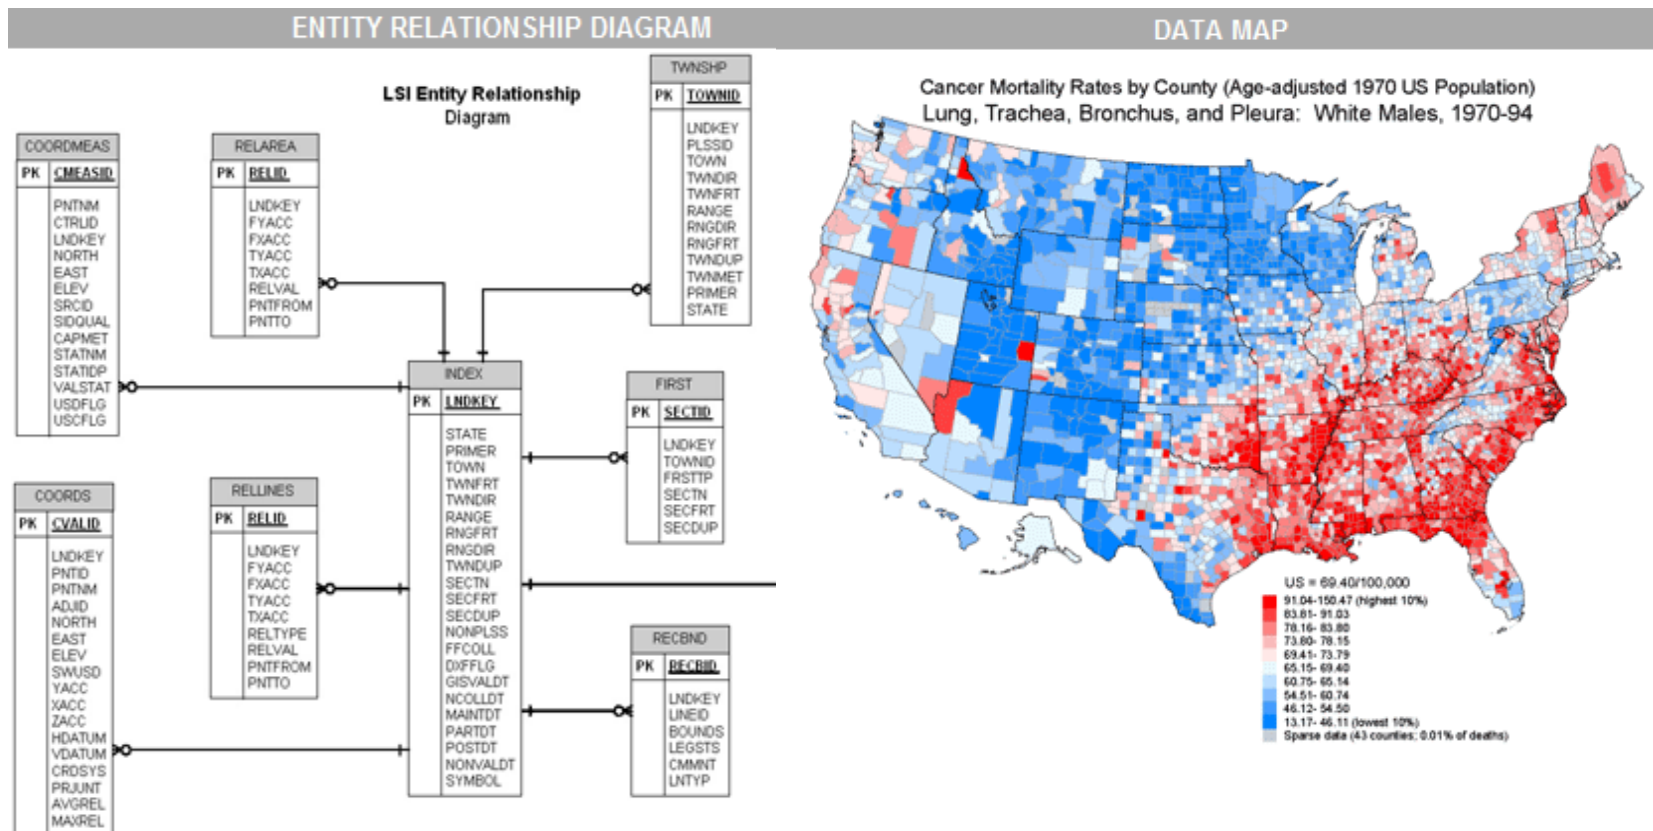 ENTITY RELATIONSHIP DIAGRAM
LSI Entity Relationship
Diagram
COORDMEAS
PK CMEASID
PNTNM
CTRLID
LNDKEY
NORTH
EAST
ELEV
SRCID
SIDQUAL
CAPMET
STATNM
STATIDP
VALSTAT
USDFLG
USCFLG
RELAREA
PK RELID
LNDKEY
FYACC
FXACC
TYACC
TXACC
RELVAL
PNTFROM
PNTTO
TWNSHP
PK TOWNID
LNDKEY
PLSSID
TOWN
TWNDIR
TWNFRT
RANGE
RNGDIR
RNGFRT
TWNDUP
TWNMET
PRIMER
STATE
INDEX
PK LNDKEY
STATE
PRIMER
TOWN
TWNFRT
TWNDIR
RANGE
RNGFRT
RNGDIR
TWNDUP
SECTN
SECFRT
SECDUP
NONPLSS
FFCOLL
DXFFLG
GISVALDT
NCOLLDT
MAINTDT
PARTDT
POSTDT
NONVALDT
SYMBOL
FIRST
PK SECTID
LNDKEY
TOWNID
FRSTTP
SECTN
SECFRT
SECDUP
COORDS
PK CVALID
LNDKEY
PNTID
PNTNM
ADJID
NORTH
EAST
ELEV
SWUSD
YACC
XACC
ZACC
HDATUM
VDATUM
CRDSYS
PRJUNT
AVGREL
MAXREL
RELLINES
PK RELID
LNDKEY
FYACC
FXACC
TYACC
TXACC
RELTYPE
RELVAL
PNTFROM
PNTTO
RECBND
PK RECBID
LNDKEY
LINEID
BOUNDS
LEGSTS
CMMNT
LNTYP
DATA MAP
Cancer Mortality Rates by County (Age-adjusted 1970 US Population)
Lung, Trachea, Bronchus, and Pleura: White Males, 1970-94
US = 69.40/100,000
91.04-150.47 (highest 10%)
83.81- 91.03
78.16- 83.80
73.80- 78.15
69.41- 73.79
65.15- 69.40
60.75- 65.14
54.51- 60.74
46.12- 54.50
13.17- 46.11 (lowest 10%)
Sparse data (43 counties; 0.01% of deaths)